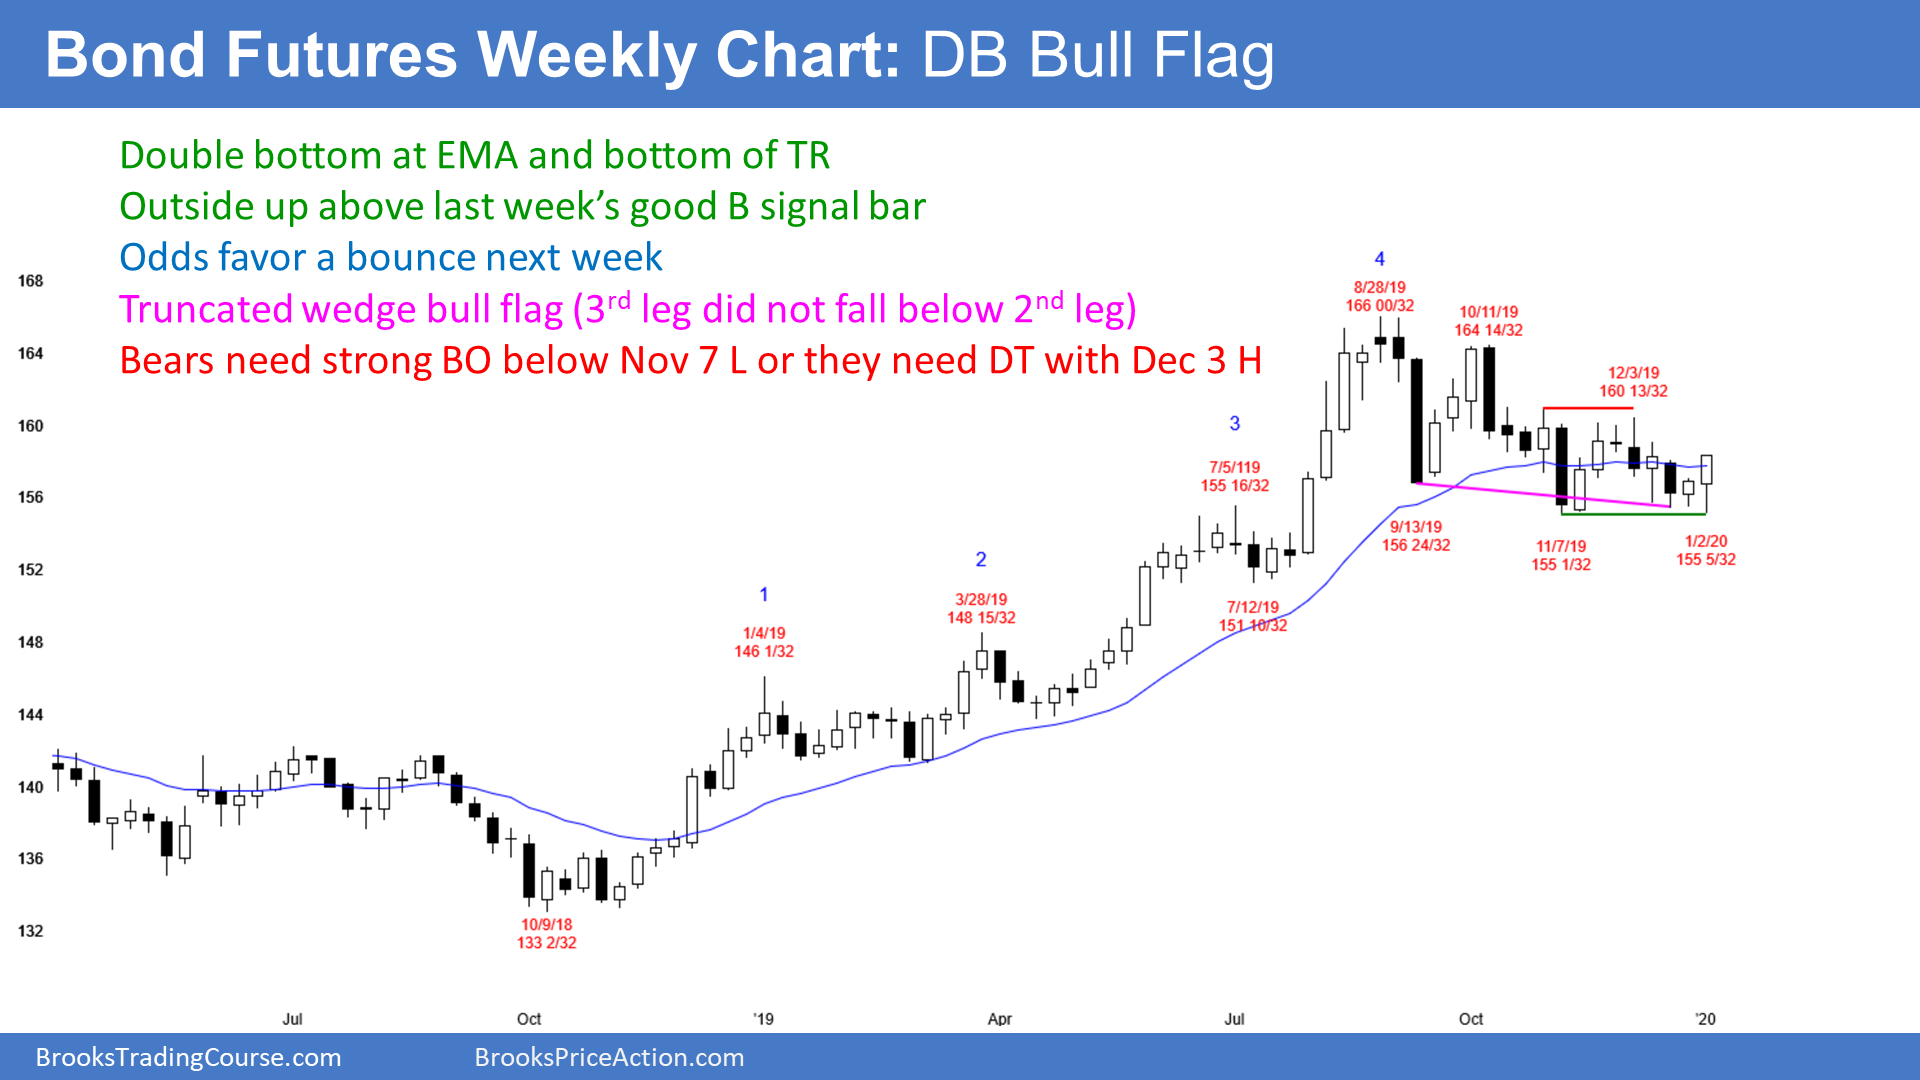 Bond Futures Weekly Chart: DB Bull Flag
Double bottom at EMA and bottom of TR
Outside up above last week's good B signal bar
Odds favor a bounce next week
Truncated wedge bull flag (3rd leg did not fall below 2nd leg)
Bears need strong BO below Nov 7 L or they need DT with Dec 3 H
168
164
160
156
152
148
144
140
136
132
10/9/18
133 2/32
1
1/4/19
146 1/32
2
3/28/19
148 15/32
3
7/5/119
155 16/32
7/12/19
151 10/32
4
8/28/19
166 00/32
9/13/19
156 24/32
10/11/19
164 14/32
11/7/19
155 1/32
12/3/19
160 13/32
1/2/20
155 5/32
Jul
Oct
'19
Apr
Jul
Oct
'20
BrooksTradingCourse.com
BrooksPriceAction.com